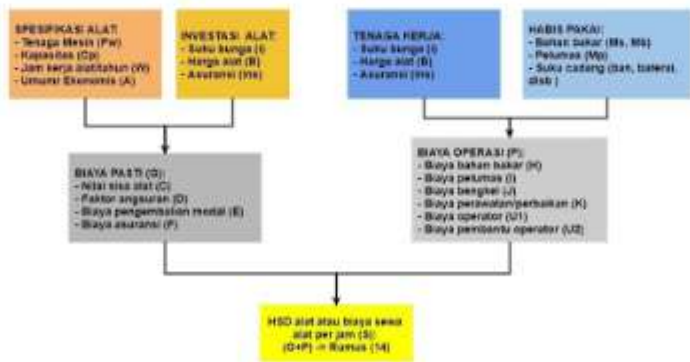 SPESIFIKASI ALAT:
- Tenaga Mesin (Pw)
- Kapasitas (Cp)
- Jam kerja alat/tahun (W)
- Umumr Ekonomis (A)
INVESTASI ALAT:
- Suku bunga (i)
- Harga alat (B)
- Asuransi (Ins)
TENAGA KERJA:
- Suku bunga (i)
- Harga alat (B)
- Asuransi (Ins)
HABIS PAKAI:
- Bahan bakar (Ms, Mb)
- Pelumas (Mp)
- Suku cadang (ban, baterai, dlsb )
BIAYA PASTI (G):
- Nilai sisa alat (C)
- Faktor angsuran (D)
- Biaya pengembalian modal (E)
- Biaya asuransi (F)
BIAYA OPERASI (P):
- Biaya bahan bakar (H)
- Biaya pelumas (I)
- Biaya bengkel (J)
- Biaya perawatan/perbaikan (K)
- Biaya operator (U1)
- Biaya pembantu operator (U2)
HSD alat atau biaya sewa
alat per jam (S):
(G+P) -> Rumus (14)